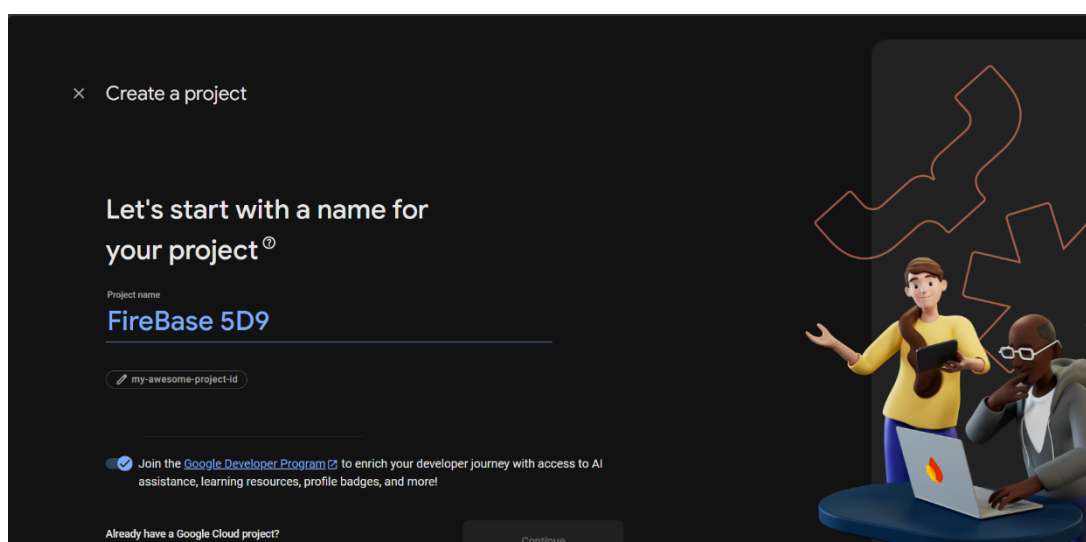 Create a project
Let's start with a name for
your project
Project name
FireBase 5D9
my-awesome-project-id
Join the Google Developer Program to enrich your developer journey with access to AI
assistance, learning resources, profile badges, and more!
Already have a Google Cloud project?
Continue